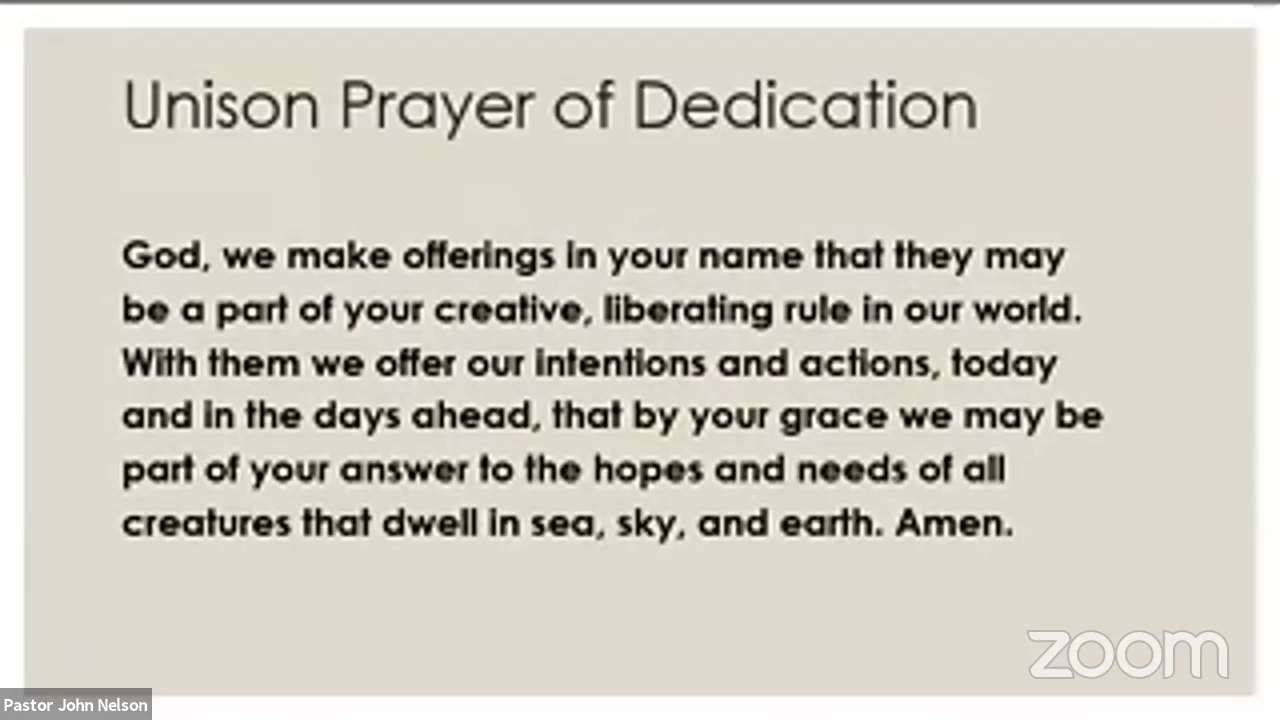 Unison Prayer of Dedication
God, we make offerings in your name that they may
be a part of your creative, liberating rule in our world.
With them we offer our intentions and actions, today
and in the days ahead, that by your grace we may be
part of your answer to the hopes and needs of all
creatures that dwell in sea, sky, and earth. Amen.
zoom
Pastor John Nelson